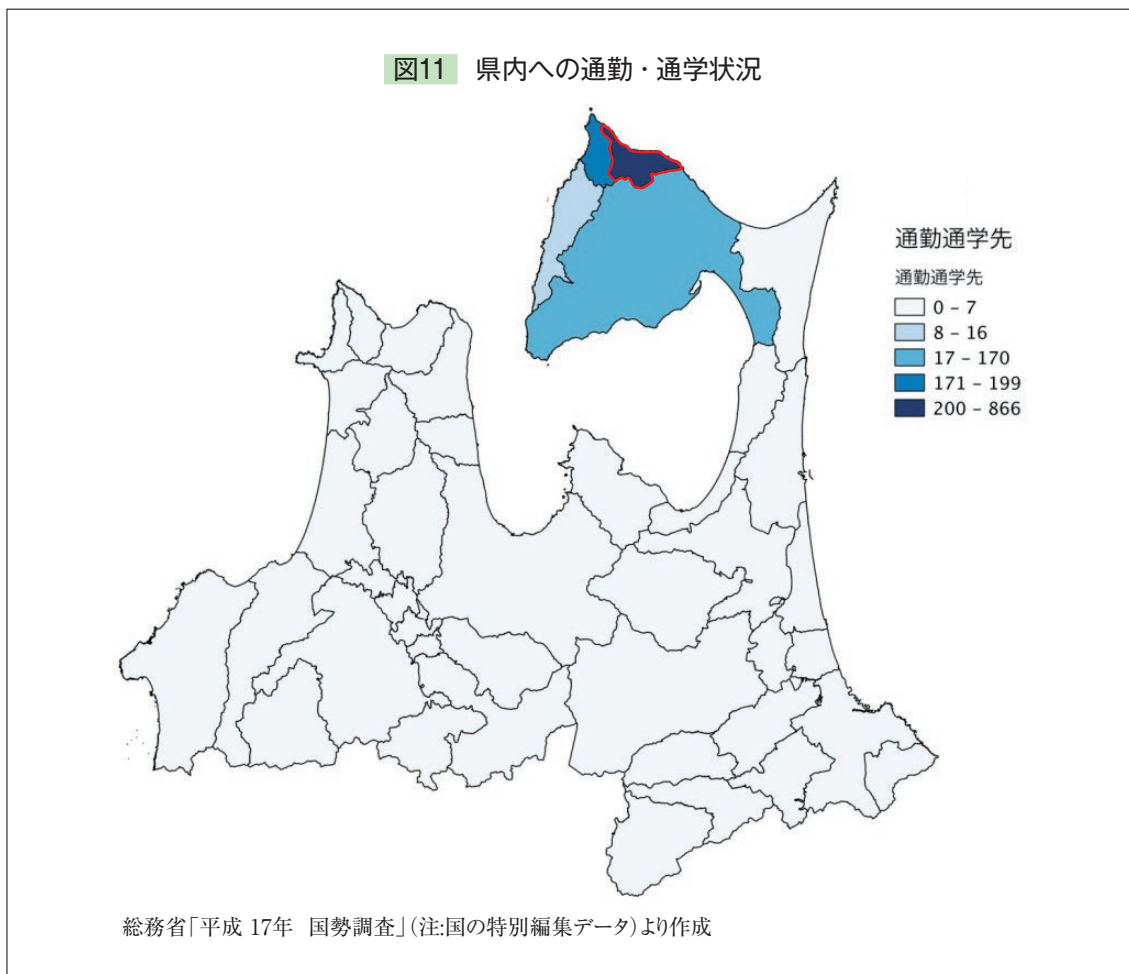 図11 県内への通勤・通学状況
通勤通学先
通勤通学先
0 – 7
8 – 16
17 – 170
171 – 199
200 – 866
総務省「平成 17年 国勢調査」(注:国の特別編集データ)より作成